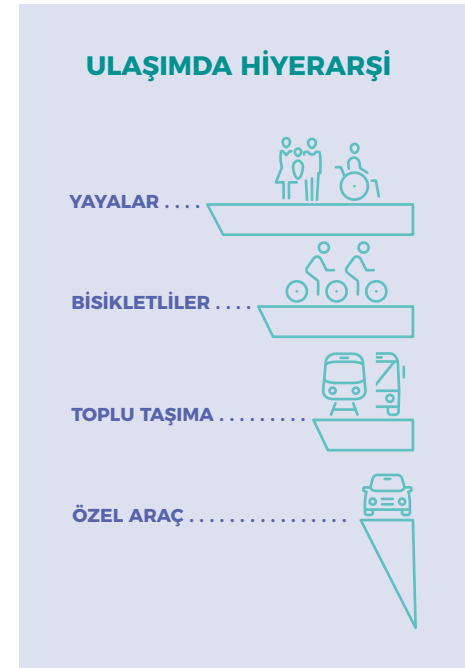 ULAŞIMDA HİYERARŞİ
YAYALAR . . . .
BİSİKLETLİLER . . . .
TOPLU TAŞIMA . . . . . . . . .
ÖZEL ARAÇ . . . . . . . . . . . . . . . .